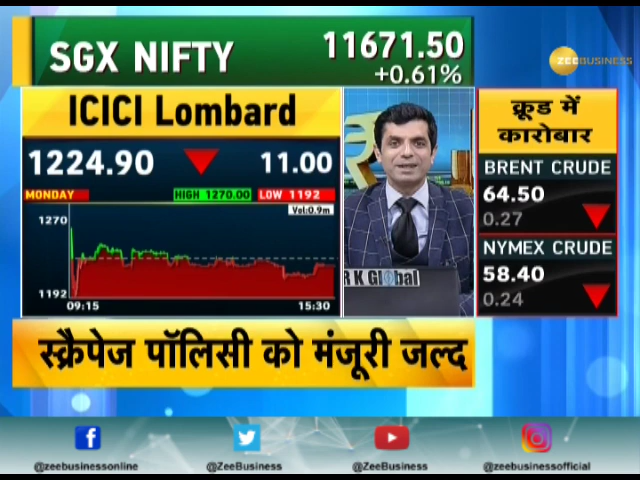 SGX NIFTY
11671.50
+0.61%
ZEEBUSINESS
ICICI Lombard
1224.90
11.00
MONDAY
HIGH 1270.00
LOW 1192
Vol:0.9m
1270
1192
09:15
15:30
R K Global
क्रूड में
कारोबार
BRENT CRUDE
64.50
0.27
NYMEX CRUDE
58.40
0.24
स्क्रैपेज पॉलिसी को मंजूरी जल्द
@zeebusinessonline
@ZeeBusiness
@ZeeBusiness
@zeebusinessofficial